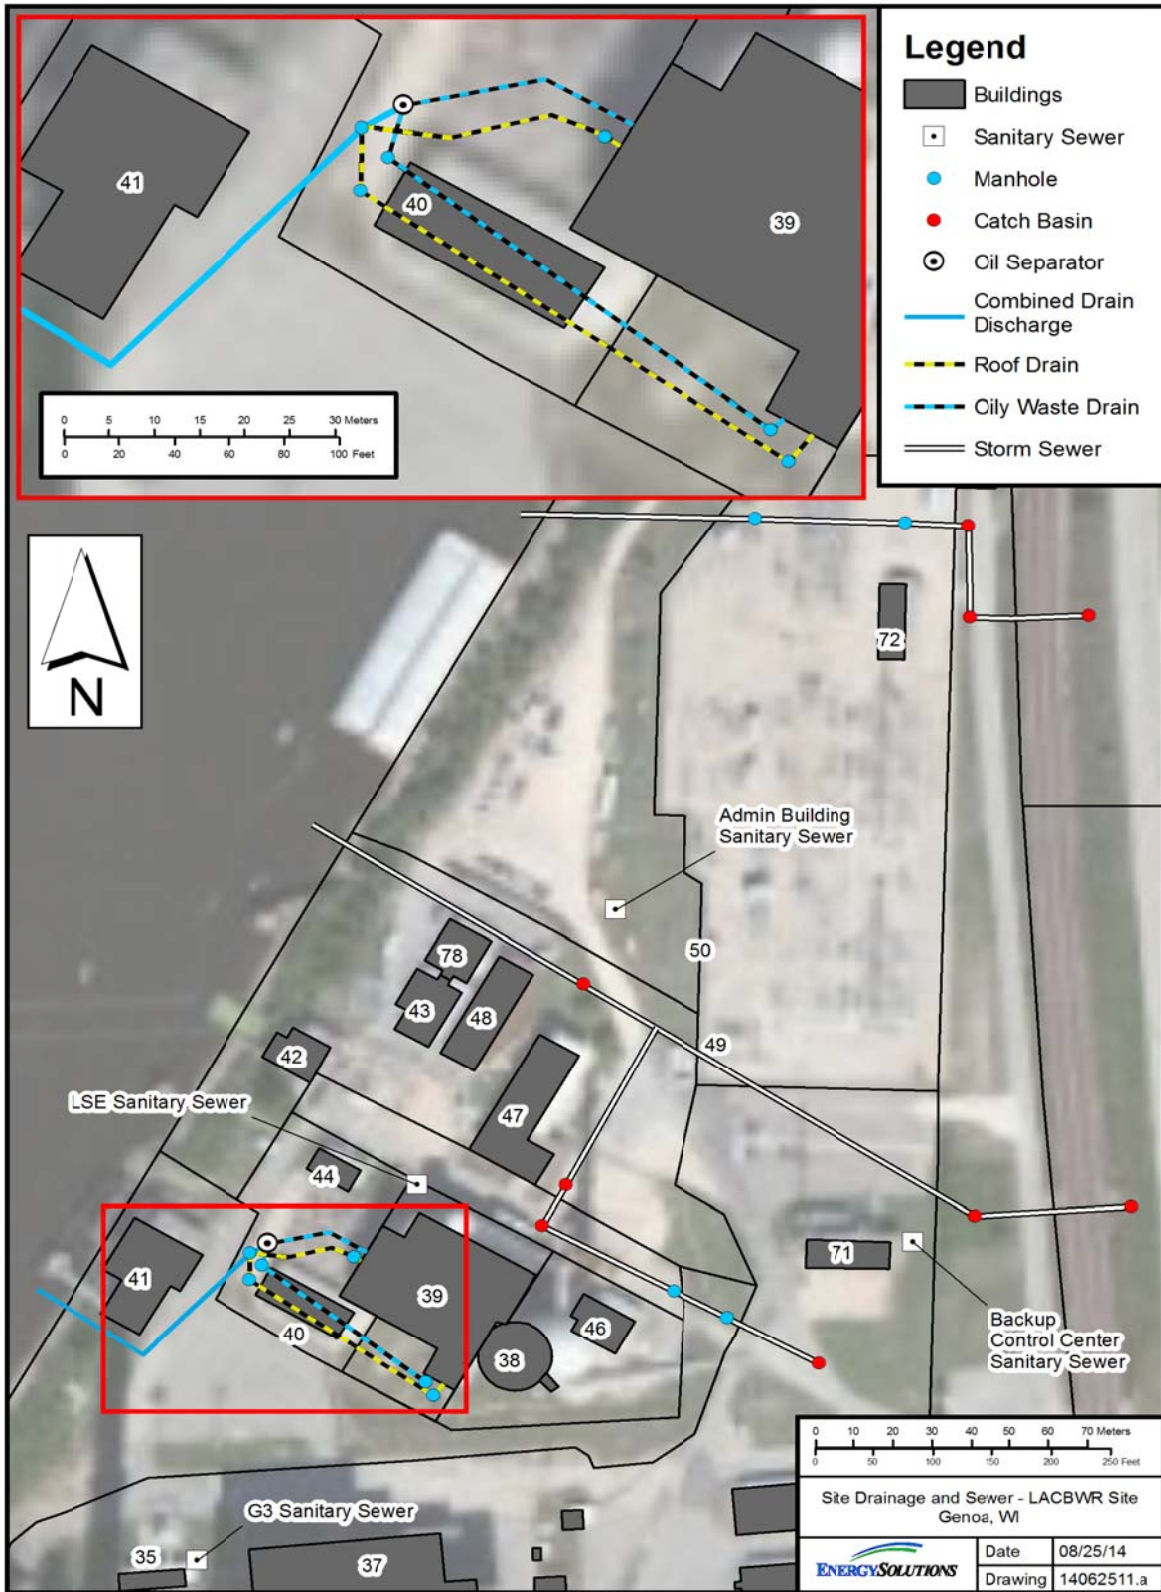 Legend
Buildings
Sanitary Sewer
Manhole
Catch Basin
Oil Separator
Combined Drain
Discharge
Roof Drain
Oily Waste Drain
Storm Sewer
41
40
39
0 5 10 15 20 25 30 Meters
0 20 40 60 80 100 Feet
N
72
Admin Building
Sanitary Sewer
50
78
43
48
49
42
47
LSE Sanitary Sewer
44
41
39
40
38
46
71
Backup
Control Center
Sanitary Sewer
G3 Sanitary Sewer
35
37
0 10 20 30 40 50 60 70 Meters
0 50 100 150 200 250 Feet
Site Drainage and Sewer - LACBWR Site
Genoa, WI
ENERGYSOLUTIONS
Date 08/25/14
Drawing 14062511.a